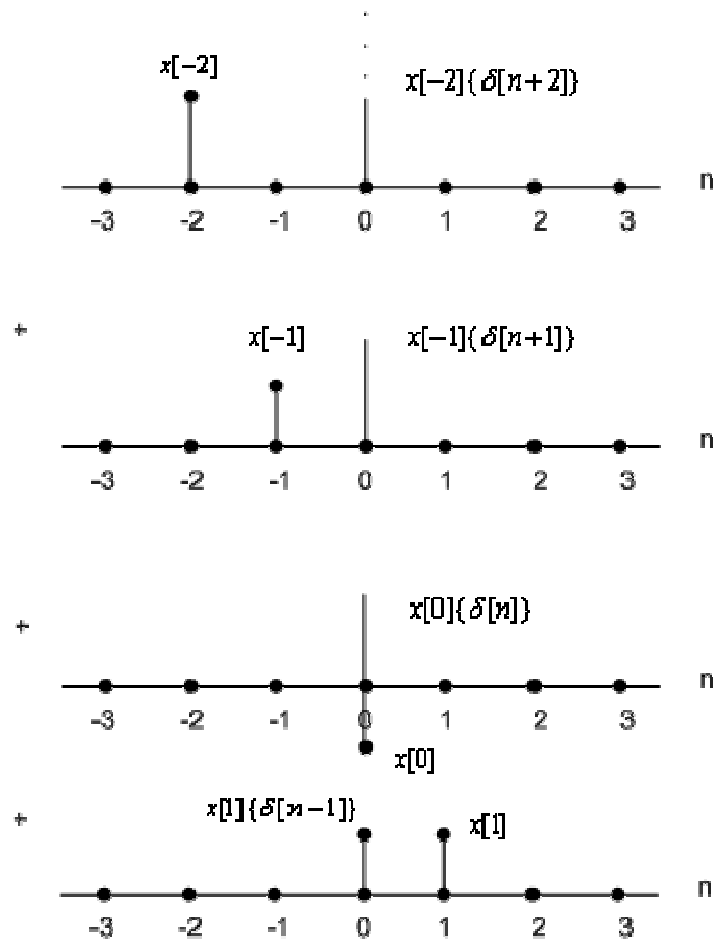 x[-2]
x[-2]{δ[n+2]}
n
-3 -2 -1 0 1 2 3
+
x[-1]
x[-1]{δ[n+1]}
n
-3 -2 -1 0 1 2 3
+
x[0]{δ[n]}
n
-3 -2 -1 0 1 2 3
x[0]
+
x[1]{δ[n-1]}
x[1]
n
-3 -2 -1 0 1 2 3